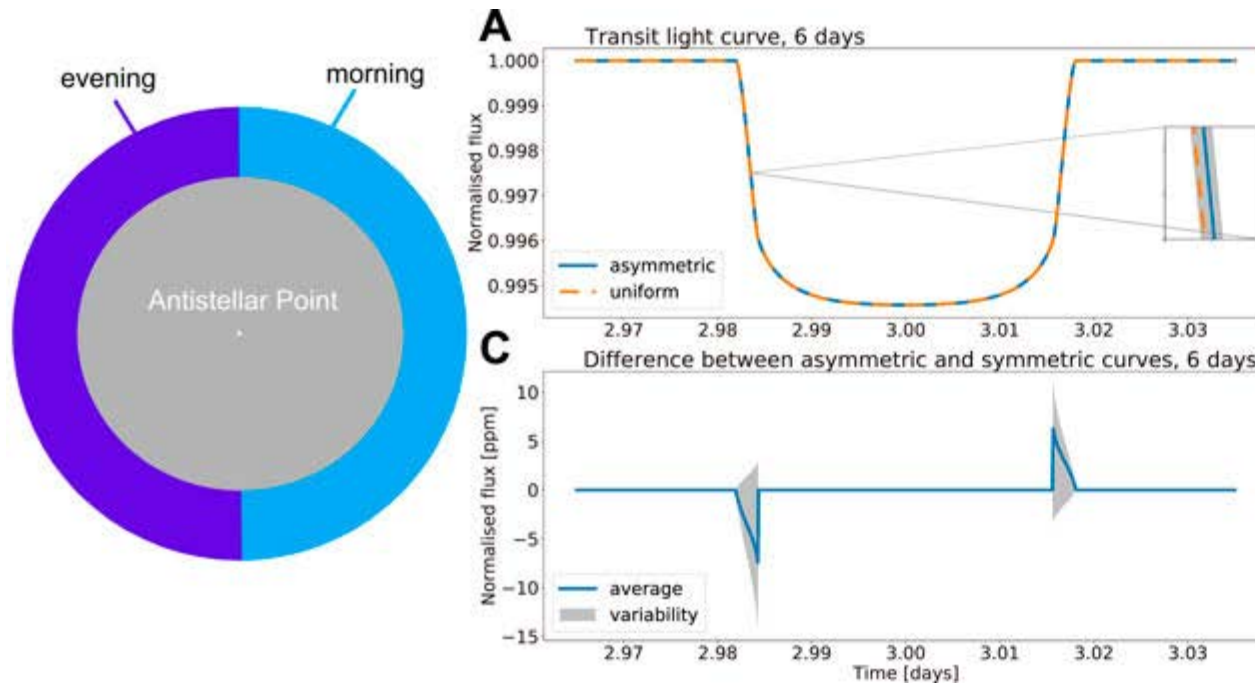 evening
morning
Antistellar Point
A
Transit light curve, 6 days
Normalised flux
1.000
0.999
0.998
0.997
0.996
0.995
asymmetric
uniform
2.97 2.98 2.99 3.00 3.01 3.02 3.03
C
Difference between asymmetric and symmetric curves, 6 days
Normalised flux [ppm]
10
5
0
−5
−10
−15
average
variability
2.97 2.98 2.99 3.00 3.01 3.02 3.03
Time [days]